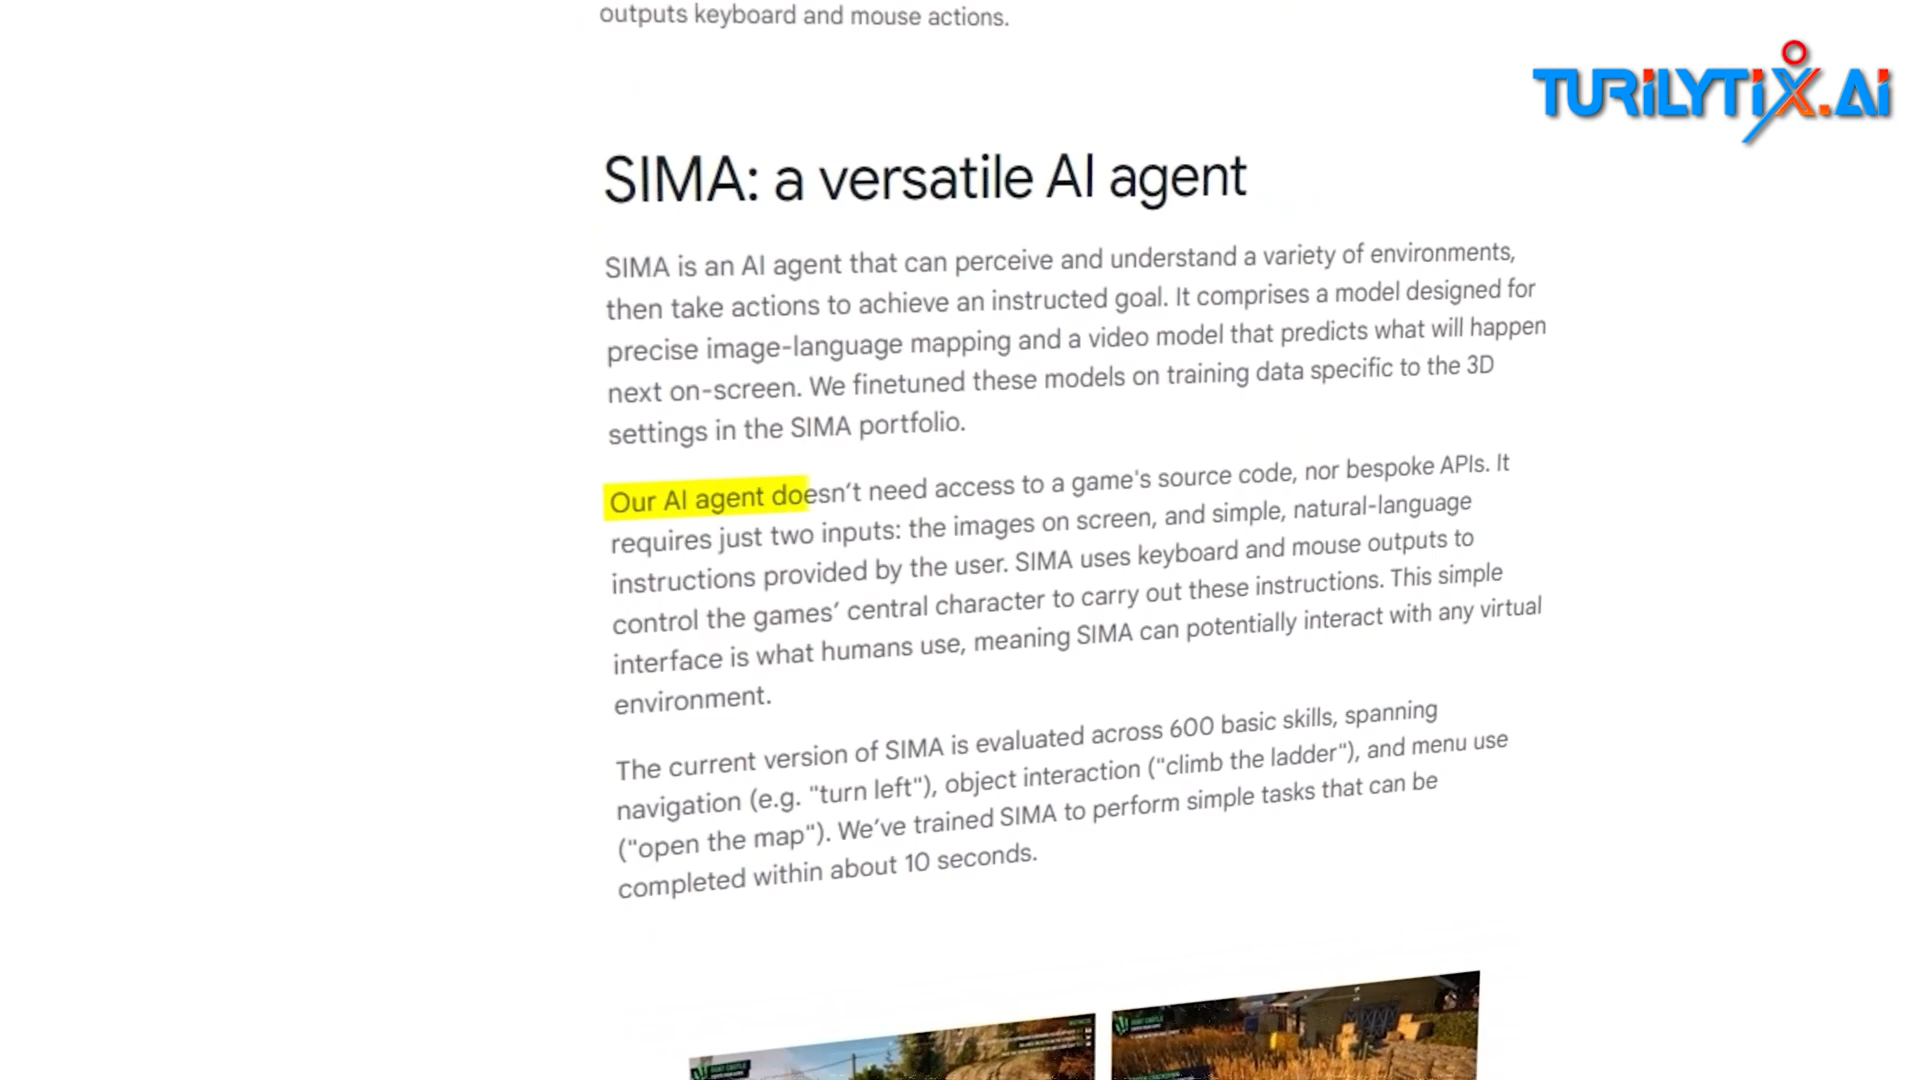 outputs keyboard and mouse actions.
TURiLYTiX.Ai
SIMA: a versatile AI agent
SIMA is an AI agent that can perceive and understand a variety of environments,
then take actions to achieve an instructed goal. It comprises a model designed for
precise image-language mapping and a video model that predicts what will happen
next on-screen. We finetuned these models on training data specific to the 3D
settings in the SIMA portfolio.
Our AI agent doesn’t need access to a game's source code, nor bespoke APIs. It
requires just two inputs: the images on screen, and simple, natural-language
instructions provided by the user. SIMA uses keyboard and mouse outputs to
control the games’ central character to carry out these instructions. This simple
interface is what humans use, meaning SIMA can potentially interact with any virtual
environment.
The current version of SIMA is evaluated across 600 basic skills, spanning
navigation (e.g. "turn left"), object interaction ("climb the ladder"), and menu use
("open the map"). We’ve trained SIMA to perform simple tasks that can be
completed within about 10 seconds.